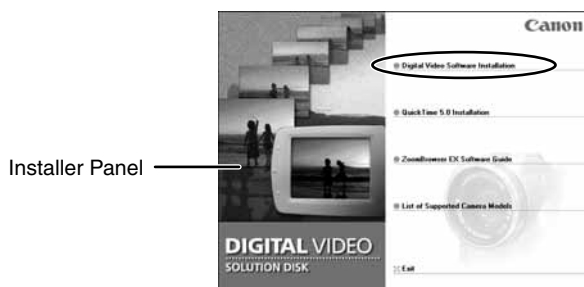 Canon
Digital Video Software Installation
QuickTime 5.0 Installation
ZoomBrowser EX Software Guide
Installer Panel
List of Supported Camera Models
DIGITAL VIDEO
SOLUTION DISK
Exit